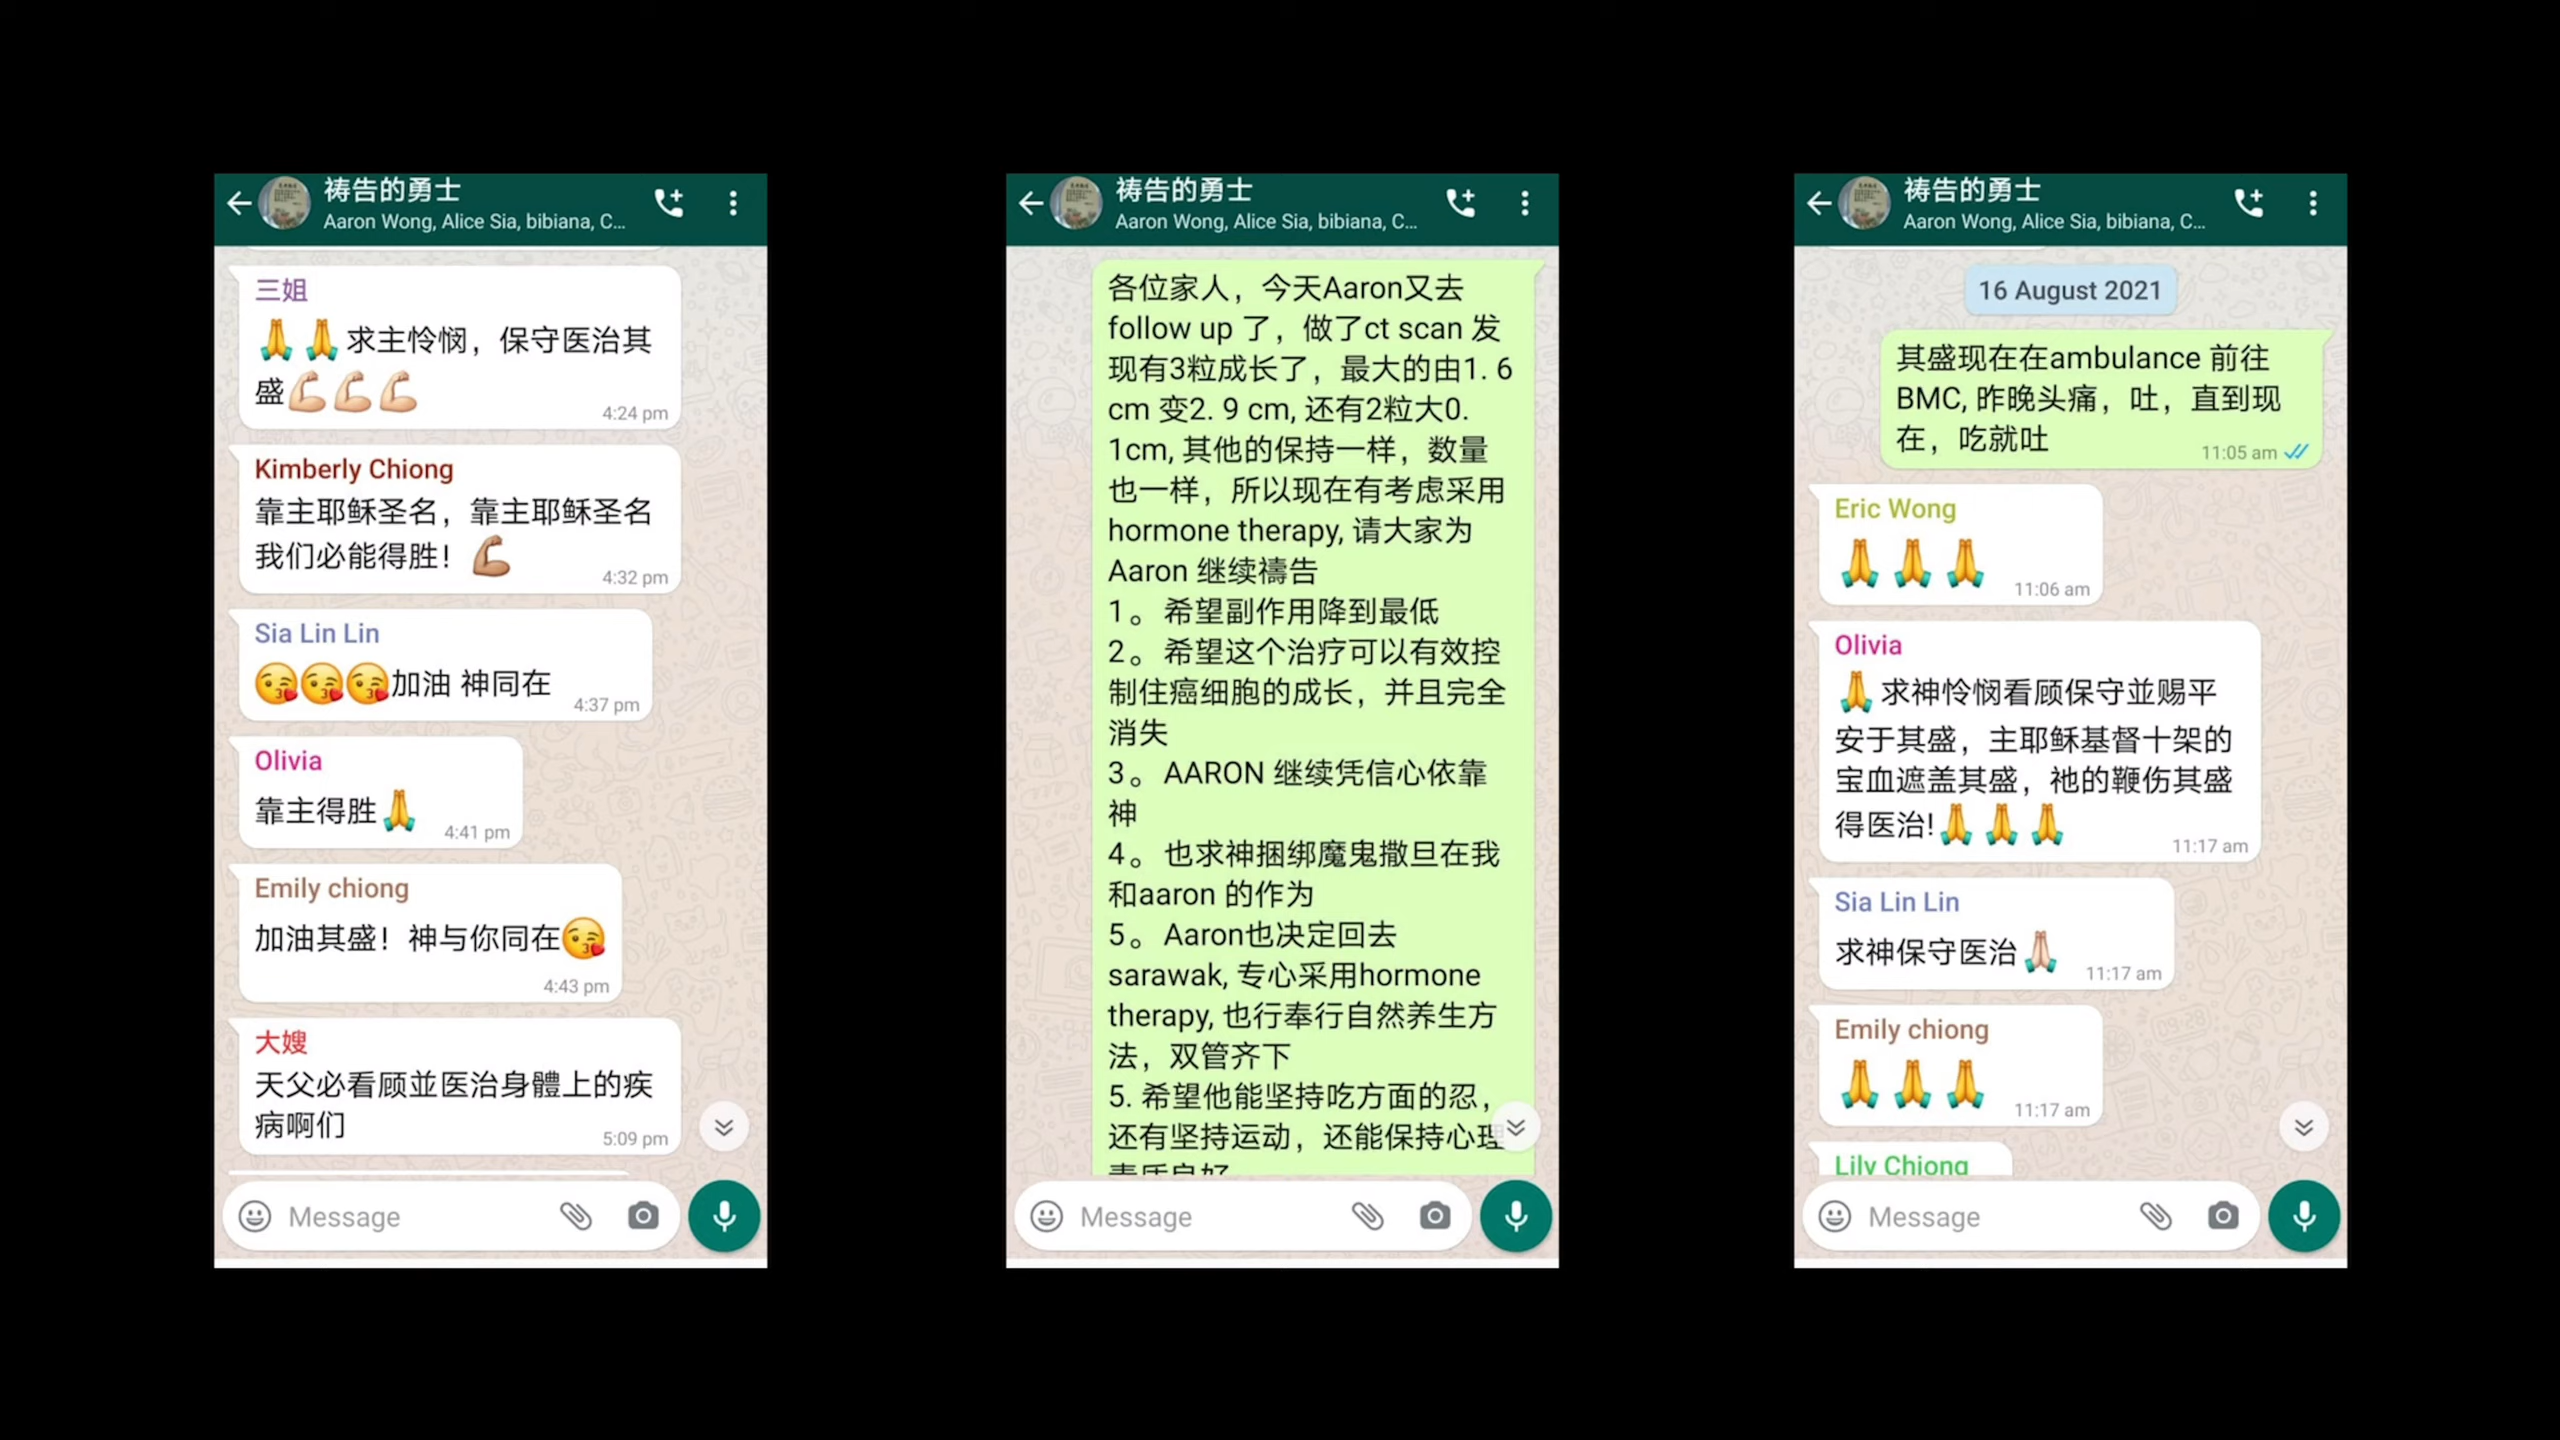 祷告的勇士
Aaron Wong, Alice Sia, bibiana, C...
三姐
🙏🙏求主怜悯，保守医治其
盛💪🏻💪🏻💪🏻
4:24 pm
Kimberly Chiong
靠主耶稣圣名，靠主耶稣圣名
我们必能得胜！💪🏽
4:32 pm
Sia Lin Lin
😘😘😘加油 神同在
4:37 pm
Olivia
靠主得胜🙏
4:41 pm
Emily chiong
加油其盛！神与你同在😘
4:43 pm
大嫂
天父必看顾並医治身體上的疾
病啊们
5:09 pm
Message
祷告的勇士
Aaron Wong, Alice Sia, bibiana, C...
各位家人，今天Aaron又去
follow up 了，做了ct scan 发
现有3粒成长了，最大的由1. 6
cm 变2. 9 cm, 还有2粒大0.
1cm, 其他的保持一样，数量
也一样，所以现在有考虑采用
hormone therapy, 请大家为
Aaron 继续禱告
1。希望副作用降到最低
2。希望这个治疗可以有效控
制住癌细胞的成长，并且完全
消失
3。AARON 继续凭信心依靠
神
4。也求神捆绑魔鬼撒旦在我
和aaron 的作为
5。Aaron也决定回去
sarawak, 专心采用hormone
therapy, 也行奉行自然养生方
法，双管齐下
5. 希望他能坚持吃方面的忍，
还有坚持运动，还能保持心理
素质良好
Message
祷告的勇士
Aaron Wong, Alice Sia, bibiana, C...
16 August 2021
其盛现在在ambulance 前往
BMC, 昨晚头痛，吐，直到现
在，吃就吐
11:05 am
Eric Wong
🙏🙏🙏
11:06 am
Olivia
🙏求神怜悯看顾保守並赐平
安于其盛，主耶稣基督十架的
宝血遮盖其盛，祂的鞭伤其盛
得医治!🙏🙏🙏
11:17 am
Sia Lin Lin
求神保守医治🙏🏻
11:17 am
Emily chiong
🙏🙏🙏
11:17 am
Lily Chiong
Message